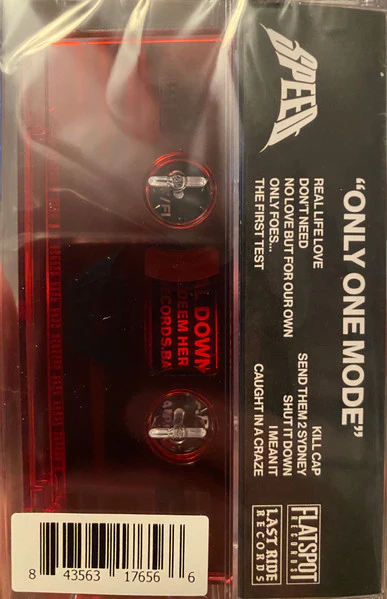 SPEED
"ONLY ONE MODE"
REAL LIFE LOVE
DON'T NEED
NO LOVE BUT FOR OUR OWN
ONLY FOES...
THE FIRST TEST
KILL CAP
SEND THEM 2 SYDNEY
SHUT IT DOWN
I MEAN IT
CAUGHT IN A CRAZE
FLATSPOT
RECORDS
LAST RIDE
RECORDS
L DOWN
DEEM HER
CORDS.BA
8 43563 17656 6